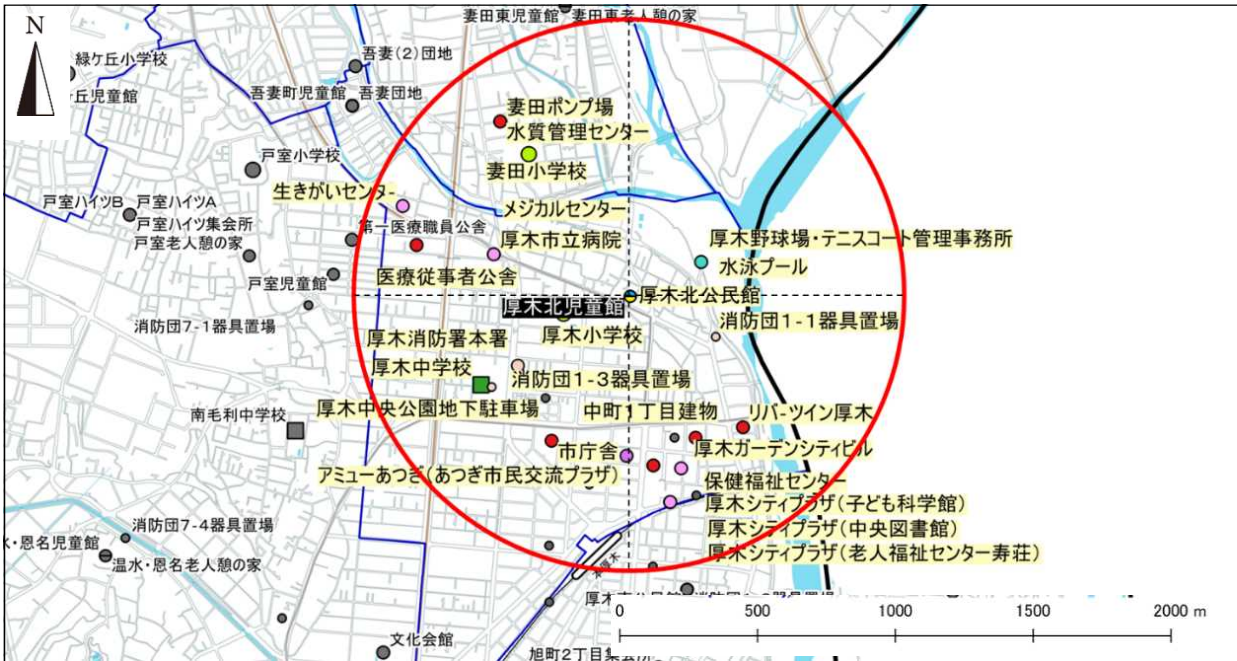 妻田東児童館 妻田東老人憩の家
N
緑ケ丘小学校
吾妻(2)団地
ケ丘児童館
吾妻町児童館 吾妻団地
妻田ポンプ場
水質管理センター
戸室小学校
妻田小学校
生きがいセンター
戸室ハイツB 戸室ハイツA
メジカルセンター
戸室ハイツ集会所
第一医療職員公舎
厚木市立病院
厚木野球場・テニスコート管理事務所
戸室老人憩の家
水泳プール
戸室児童館
医療従事者公舎
厚木北児童館
厚木北公民館
消防団7-1器具置場
消防団1-1器具置場
厚木消防署本署
厚木小学校
厚木中学校
消防団1-3器具置場
厚木中央公園地下駐車場
中町1丁目建物
リバーツイン厚木
南毛利中学校
市庁舎
厚木ガーデンシティビル
アミューあつぎ(あつぎ市民交流プラザ)
保健福祉センター
厚木シティプラザ(子ども科学館)
消防団7-4器具置場
厚木シティプラザ(中央図書館)
水・恩名児童館
厚木シティプラザ(老人福祉センター寿荘)
温水・恩名老人憩の家
本厚木
0 500 1000 1500 2000 m
文化会館